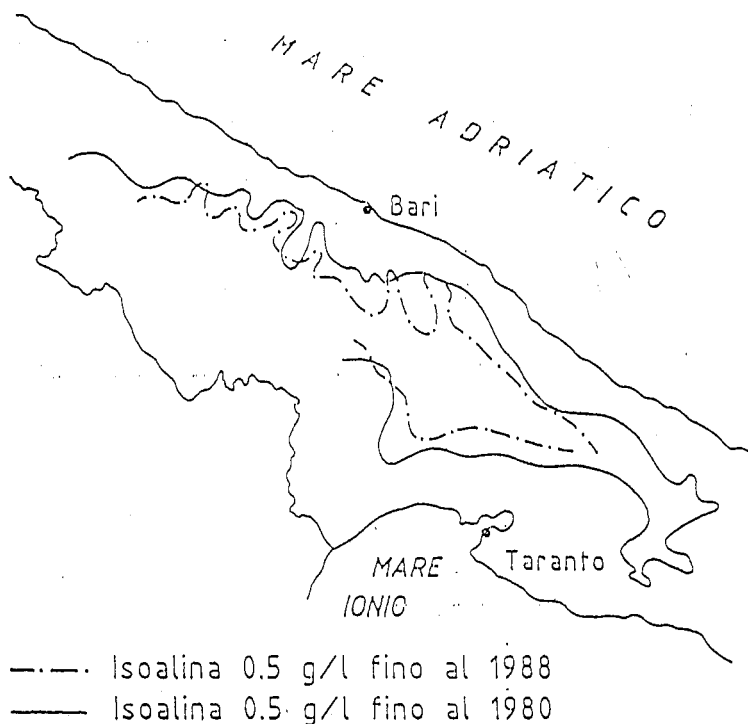 MARE ADRIATICO
Bari
Taranto
MARE
IONIO
Isoalina 0.5 g/l fino al 1988
Isoalina 0.5 g/l fino al 1980